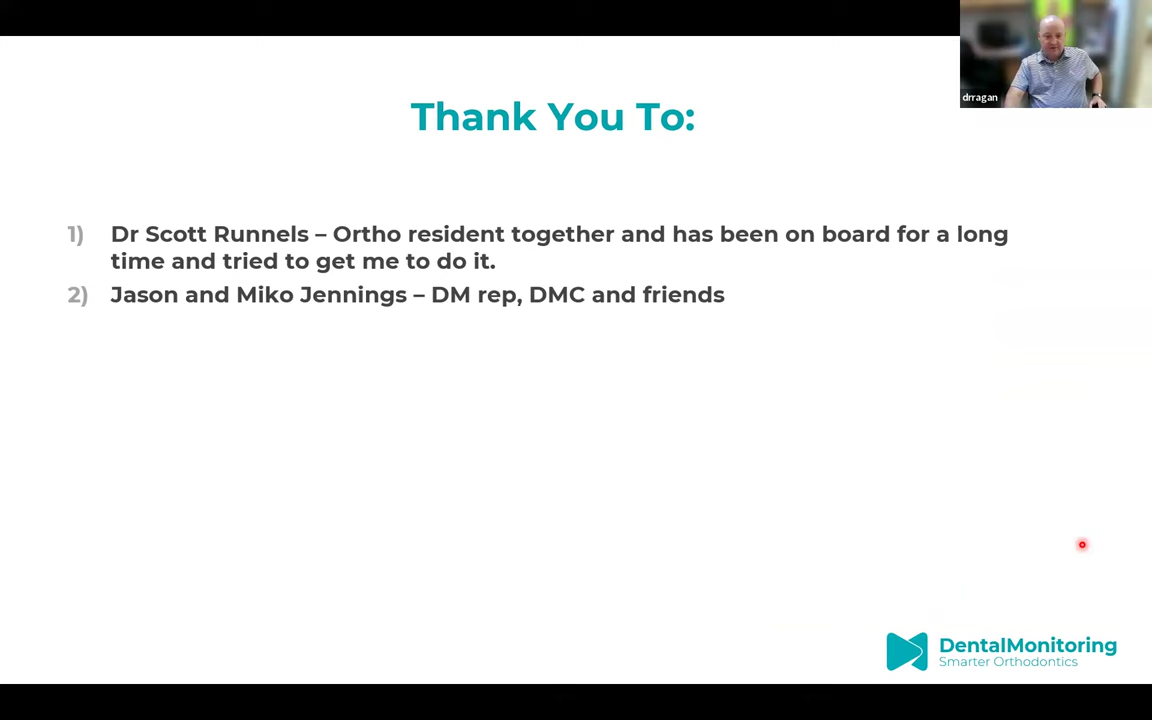 drragan
Thank You To:
1) Dr Scott Runnels – Ortho resident together and has been on board for a long
time and tried to get me to do it.
2) Jason and Miko Jennings – DM rep, DMC and friends
DentalMonitoring
Smarter Orthodontics